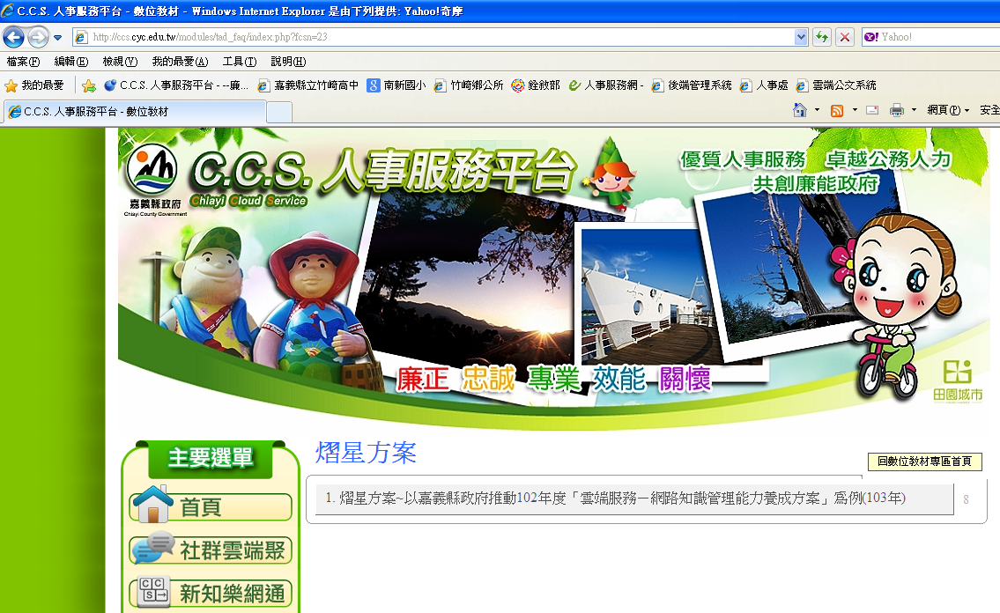 C.C.S. 人事服務平台 - 數位教材 - Windows Internet Explorer 是由下列提供: Yahoo!奇摩
http://ccs.cyc.edu.tw/modules/tad_faq/index.php?fcsn=23
Yahoo!
檔案(F) 編輯(E) 檢視(V) 我的最愛(A) 工具(T) 說明(H)
我的最愛 C.C.S. 人事服務平台 - --廉... 嘉義縣立竹崎高中 南新國小 竹崎鄉公所 銓敘部 人事服務網 - 後端管理系統 人事處 雲端公文系統
C.C.S. 人事服務平台 - 數位教材
網頁(P) 安全
C.C.S. 人事服務平台
Chiayi Cloud Service
嘉義縣政府
Chiayi County Government
優質人事服務 卓越公務人力
共創廉能政府
廉正 忠誠 專業 效能 關懷
田園城市
主要選單
首頁
社群雲端聚
CCS
新知樂網通
熠星方案
回數位教材專區首頁
1. 熠星方案~以嘉義縣政府推動102年度「雲端服務－網路知識管理能力養成方案」為例(103年)
8